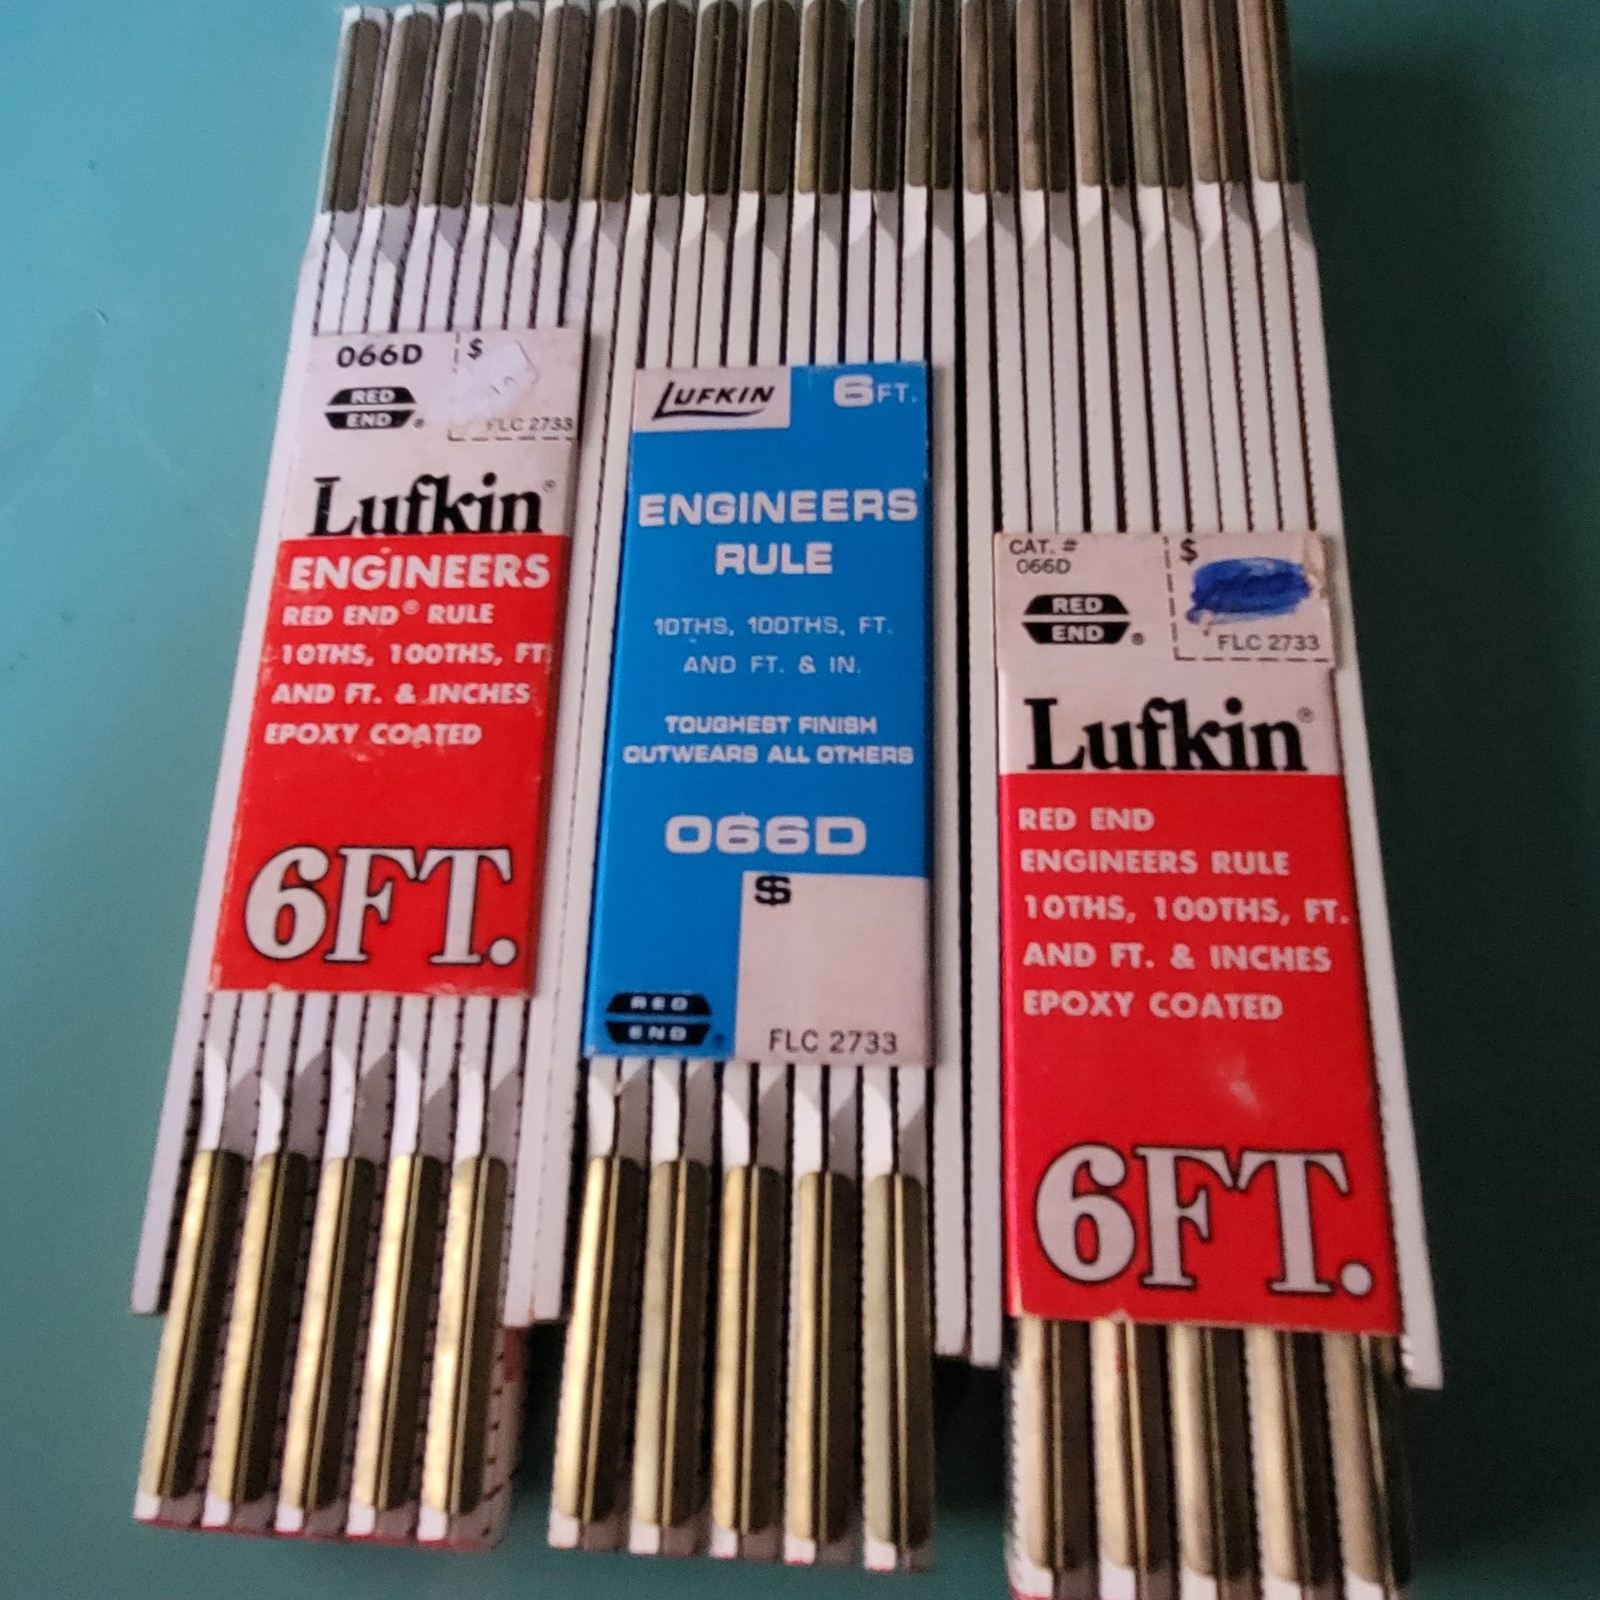 066D $
RED
END®
FLC 2733
Lufkin®
ENGINEERS
RED END® RULE
10THS, 100THS, FT.
AND FT. & INCHES
EPOXY COATED
6FT.
LUFKIN 6FT.
ENGINEERS
RULE
10THS, 100THS, FT.
AND FT. & IN.
TOUGHEST FINISH
OUTWEARS ALL OTHERS
066D
$
RED
END®
FLC 2733
CAT. # $
066D
RED
END®
FLC 2733
Lufkin®
RED END
ENGINEERS RULE
10THS, 100THS, FT.
AND FT. & INCHES
EPOXY COATED
6FT.